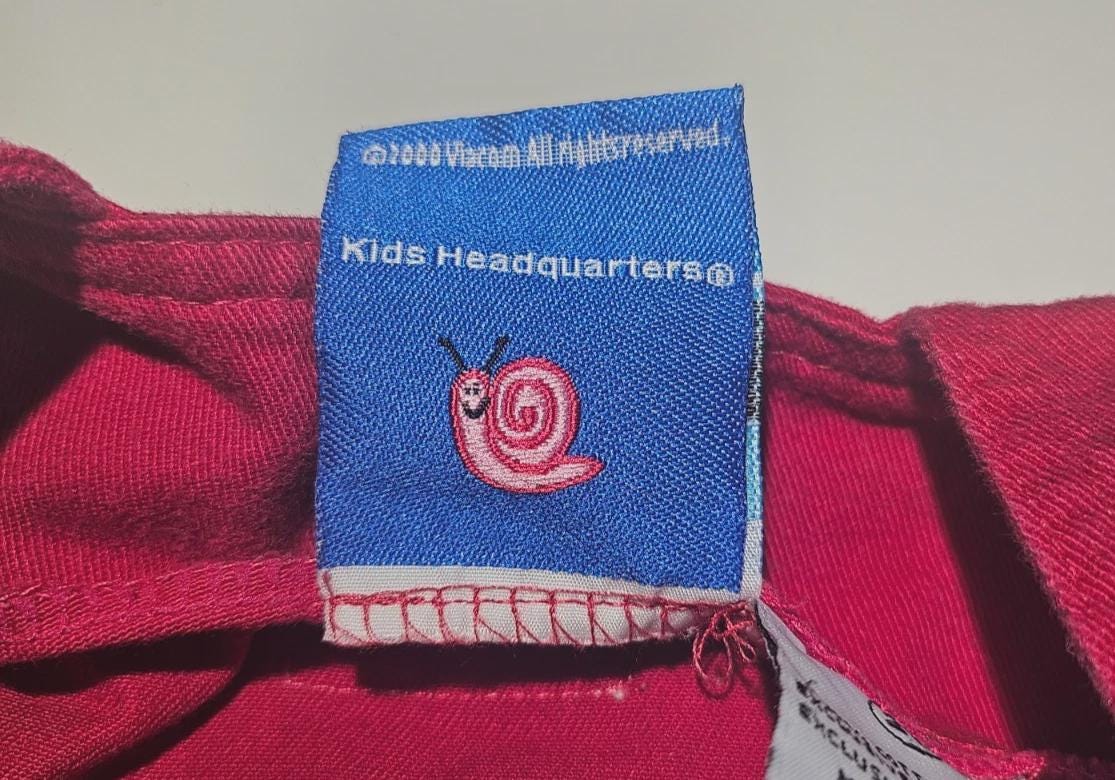 ©2000 Viacom All rights reserved.
Kids Headquarters®